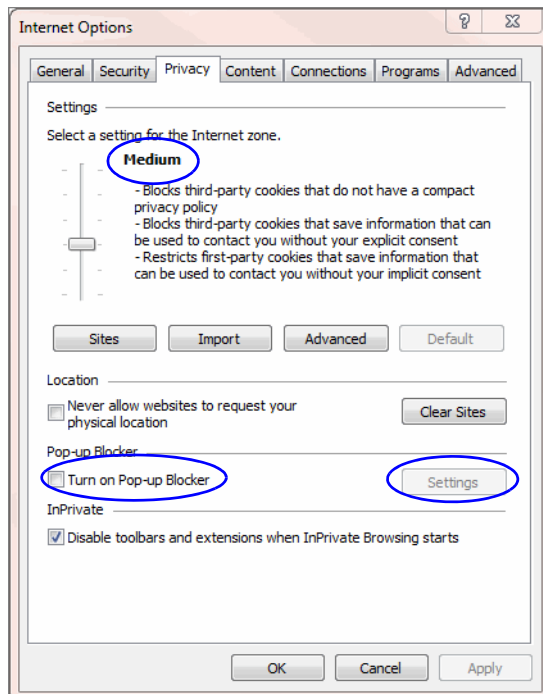 Internet Options
General Security Privacy Content Connections Programs Advanced
Settings
Select a setting for the Internet zone.
Medium
- Blocks third-party cookies that do not have a compact
privacy policy
- Blocks third-party cookies that save information that can
be used to contact you without your explicit consent
- Restricts first-party cookies that save information that
can be used to contact you without your implicit consent
Sites Import Advanced Default
Location
Never allow websites to request your
physical location
Clear Sites
Pop-up Blocker
Turn on Pop-up Blocker
Settings
InPrivate
Disable toolbars and extensions when InPrivate Browsing starts
OK Cancel Apply